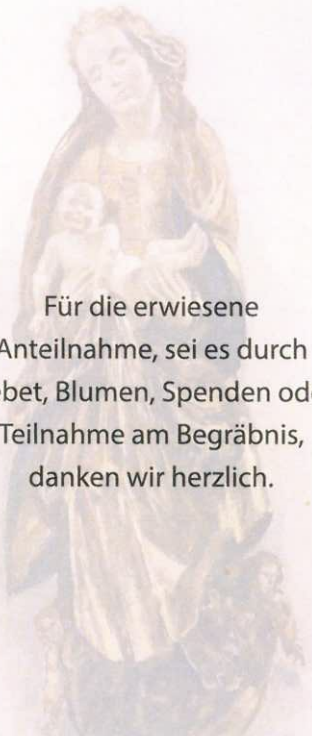 Für die erwiesene
Anteilnahme, sei es durch
bet, Blumen, Spenden od
Teilnahme am Begräbnis,
danken wir herzlich.